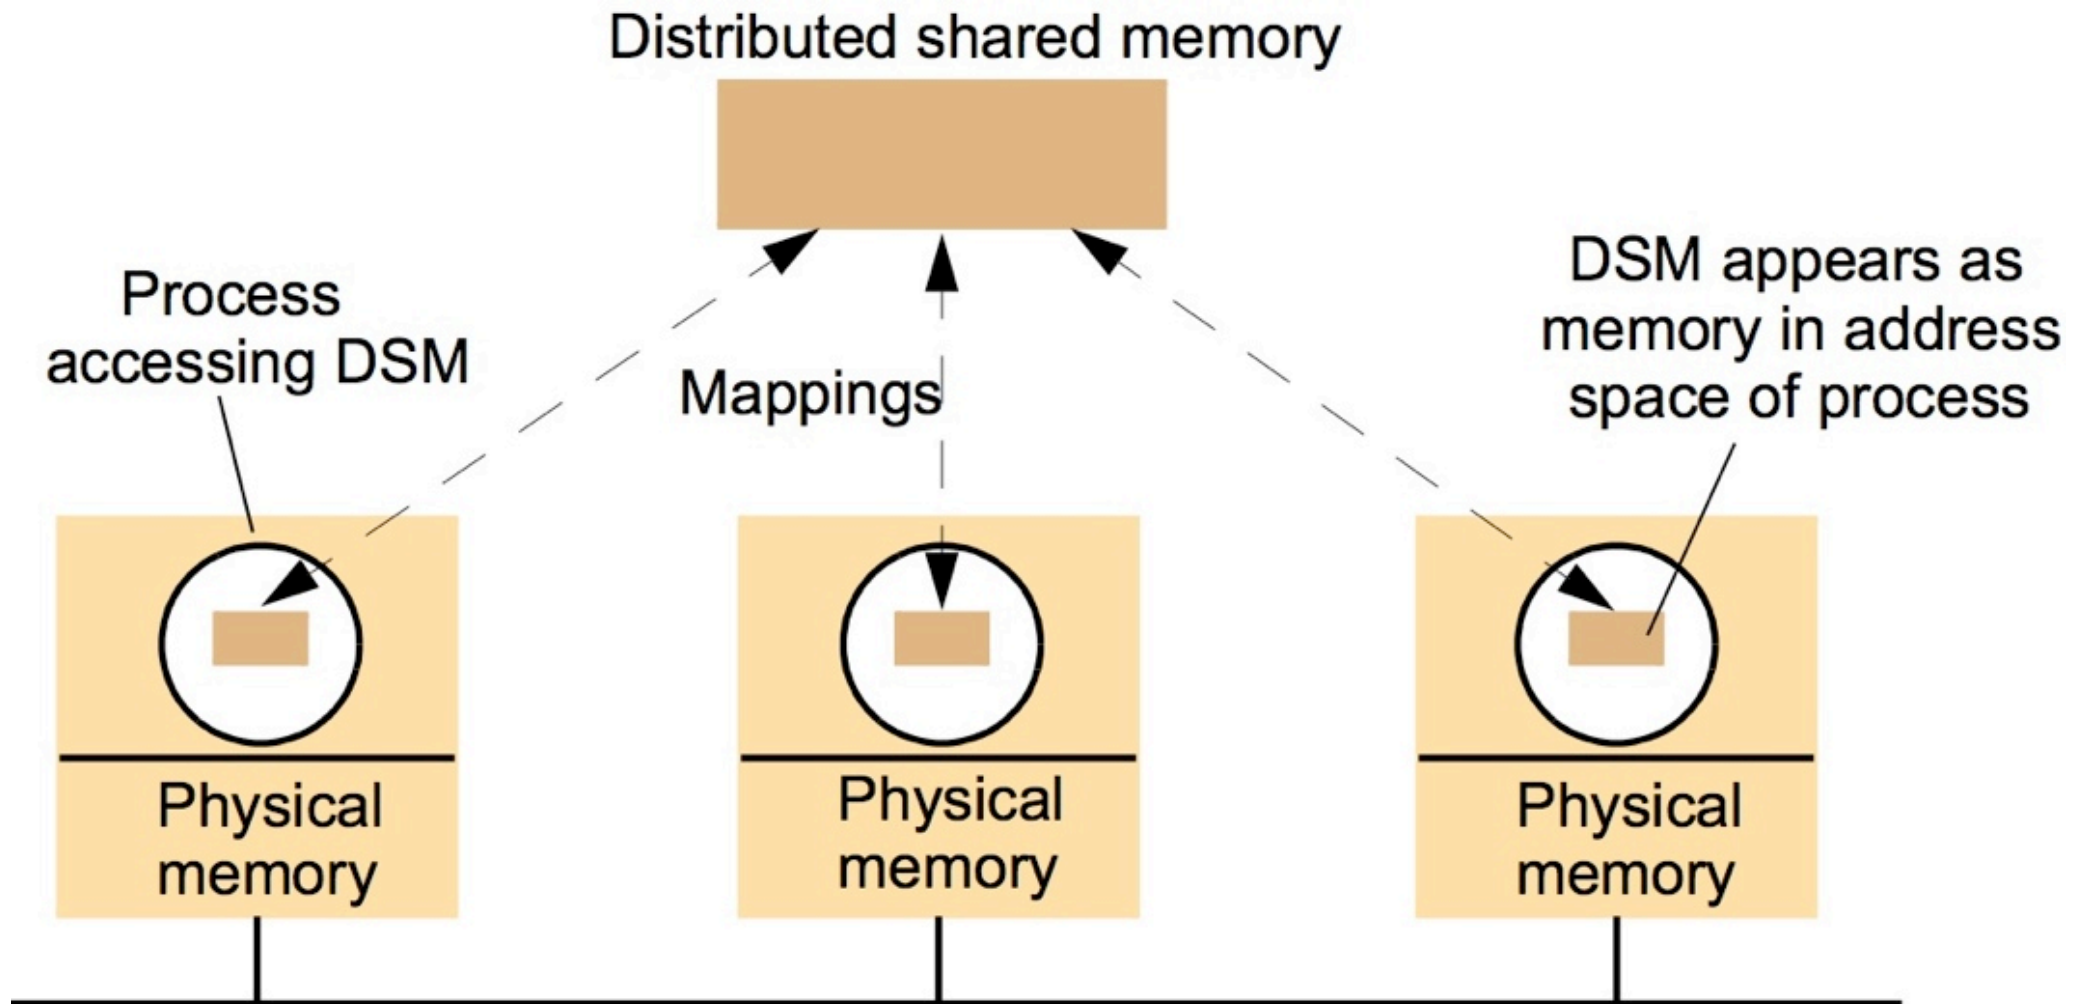 Distributed shared memory
Process
accessing DSM
Mappings
DSM appears as
memory in address
space of process
Physical
memory
Physical
memory
Physical
memory